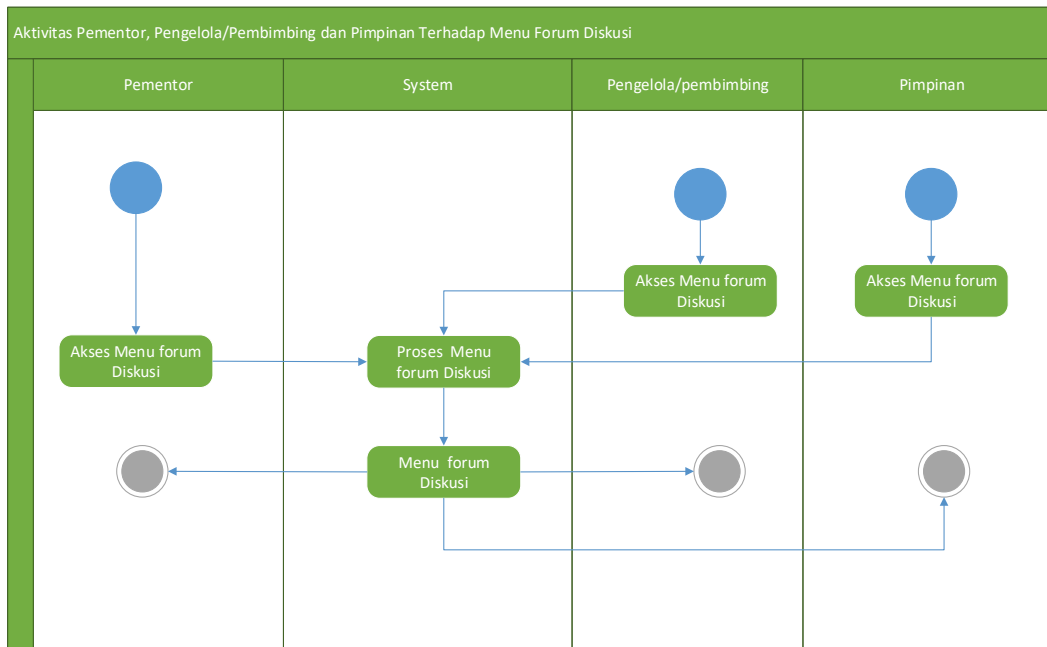 Aktivitas Pementor, Pengelola/Pembimbing dan Pimpinan Terhadap Menu Forum Diskusi
Pementor
System
Pengelola/pembimbing
Pimpinan
Akses Menu forum
Diskusi
Akses Menu forum
Diskusi
Akses Menu forum
Diskusi
Proses Menu
forum Diskusi
Menu forum
Diskusi